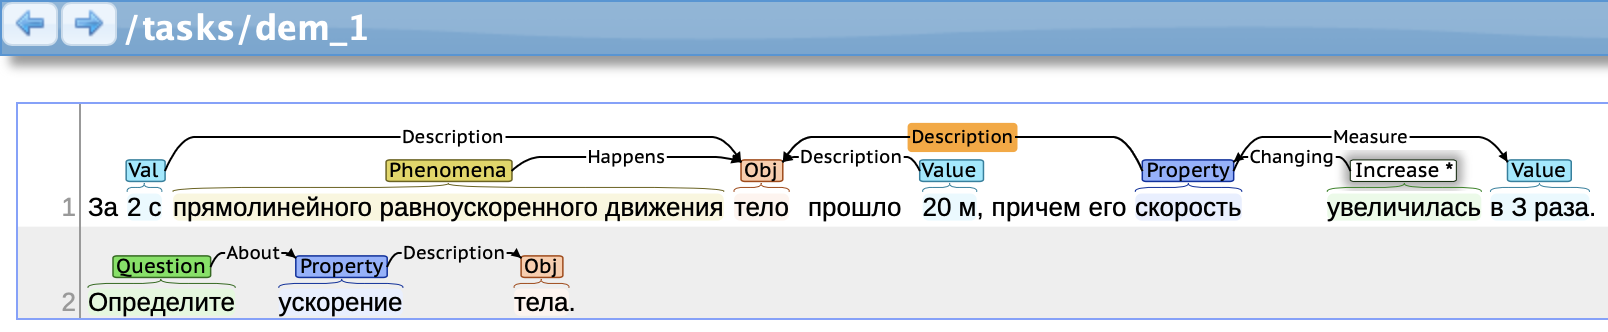 /tasks/dem_1
Description Description Measure
Happens Description Changing
Val Phenomena Obj Value Property Increase * Value
1 За 2 с прямолинейного равноускоренного движения тело прошло 20 м, причем его скорость увеличилась в 3 раза.
About Description
Question Property Obj
2 Определите ускорение тела.